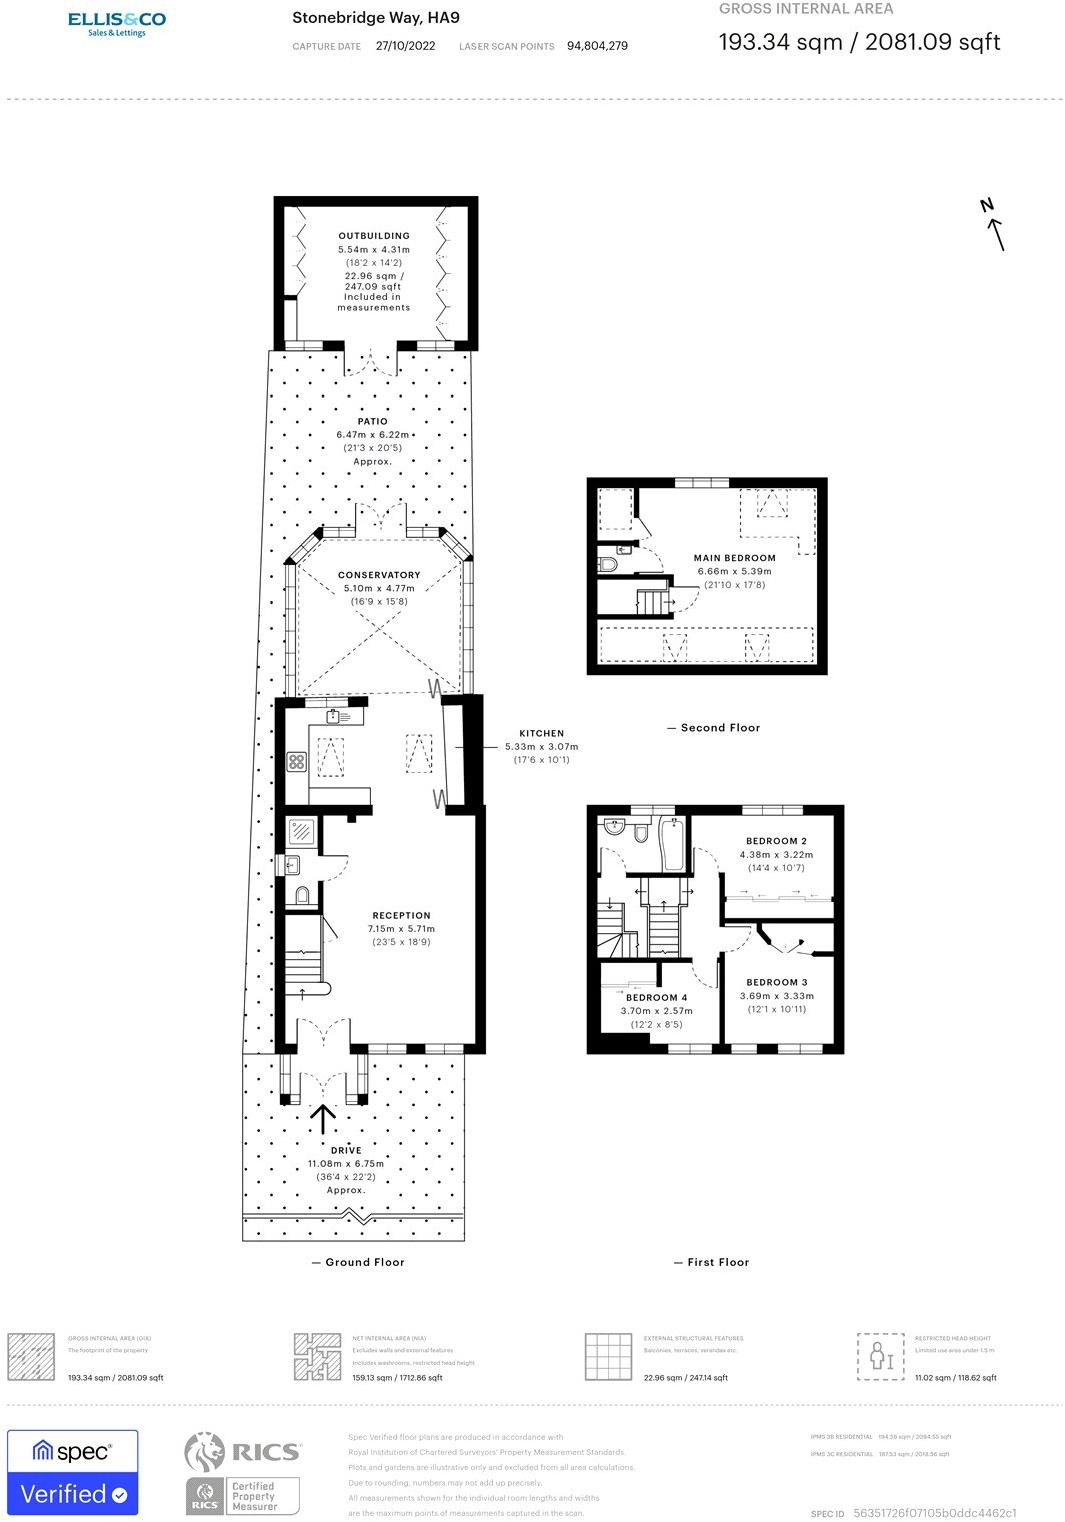 ELLIS&CO
Sales & Lettings
Stonebridge Way, HA9
CAPTURE DATE 27/10/2022 LASER SCAN POINTS 94,804,279
GROSS INTERNAL AREA
193.34 sqm / 2081.09 sqft
N
OUTBUILDING
5.54m x 4.31m
(18'2 x 14'2)
22.96 sqm /
247.09 sqft
Included in
measurements
PATIO
6.47m x 6.22m
(21'3 x 20'5)
Approx.
CONSERVATORY
5.10m x 4.77m
(16'9 x 15'8)
KITCHEN
5.33m x 3.07m
(17'6 x 10'1)
RECEPTION
7.15m x 5.71m
(23'5 x 18'9)
DRIVE
11.08m x 6.75m
(36'4 x 22'2)
Approx.
— Ground Floor
MAIN BEDROOM
6.66m x 5.39m
(21'10 x 17'8)
— Second Floor
BEDROOM 2
4.38m x 3.22m
(14'4 x 10'7)
BEDROOM 3
3.69m x 3.33m
(12'1 x 10'11)
BEDROOM 4
3.70m x 2.57m
(12'2 x 8'5)
— First Floor
GROSS INTERNAL AREA (GIA)
The footprint of the property
193.34 sqm / 2081.09 sqft
NET INTERNAL AREA (NIA)
Excludes walls and external features
Includes washrooms, restricted head height
159.13 sqm / 1712.86 sqft
EXTERNAL STRUCTURAL FEATURES
Balconies, terraces, verandas etc.
22.96 sqm / 247.14 sqft
RESTRICTED HEAD HEIGHT
Limited use area under 1.5 m
11.02 sqm / 118.62 sqft
spec
Verified
RICS
RICS
Certified
Property
Measurer
Spec Verified floor plans are produced in accordance with
Royal Institution of Chartered Surveyors' Property Measurement Standards.
Plots and gardens are illustrative only and excluded from all area calculations.
Due to rounding, numbers may not add up precisely.
All measurements shown for the individual room lengths and widths
are the maximum points of measurements captured in the scan.
IPMS 3B RESIDENTIAL 194.59 sqm / 2094.55 sqft
IPMS 3C RESIDENTIAL 187.53 sqm / 2018.56 sqft
SPEC ID 56351726f07105b0ddc4462c1